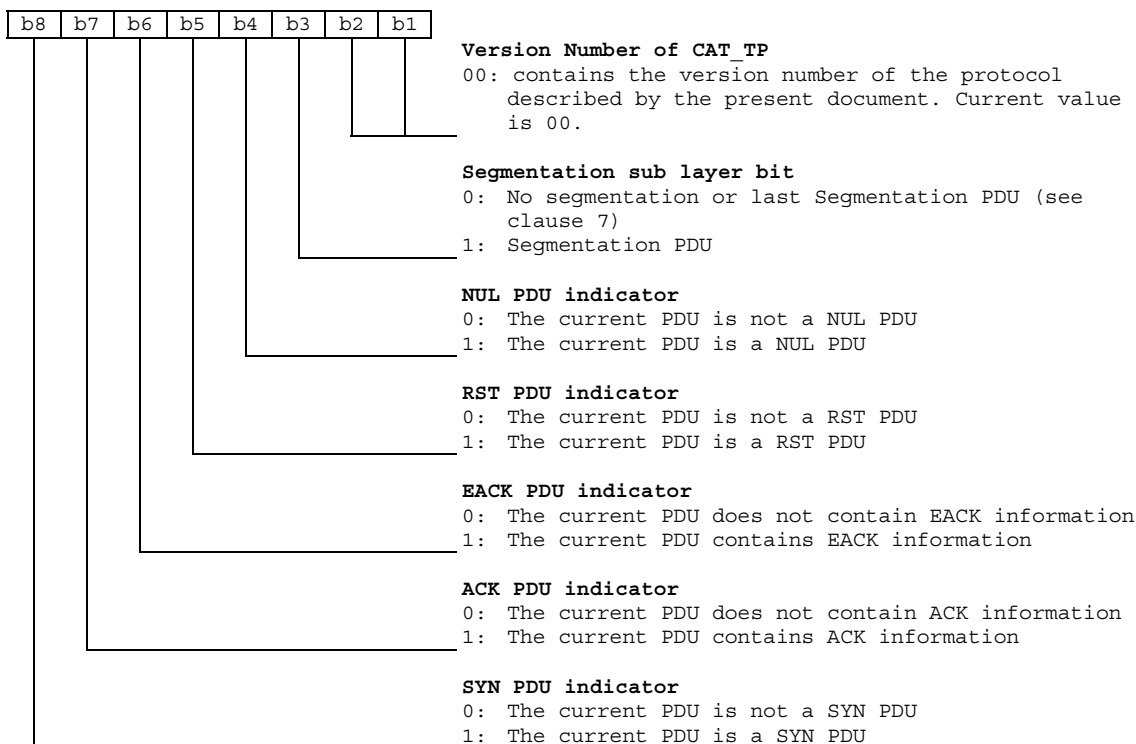 b8 b7 b6 b5 b4 b3 b2 b1
Version Number of CAT_TP
00: contains the version number of the protocol
described by the present document. Current value
is 00.
Segmentation sub layer bit
0: No segmentation or last Segmentation PDU (see
clause 7)
1: Segmentation PDU
NUL PDU indicator
0: The current PDU is not a NUL PDU
1: The current PDU is a NUL PDU
RST PDU indicator
0: The current PDU is not a RST PDU
1: The current PDU is a RST PDU
EACK PDU indicator
0: The current PDU does not contain EACK information
1: The current PDU contains EACK information
ACK PDU indicator
0: The current PDU does not contain ACK information
1: The current PDU contains ACK information
SYN PDU indicator
0: The current PDU is not a SYN PDU
1: The current PDU is a SYN PDU